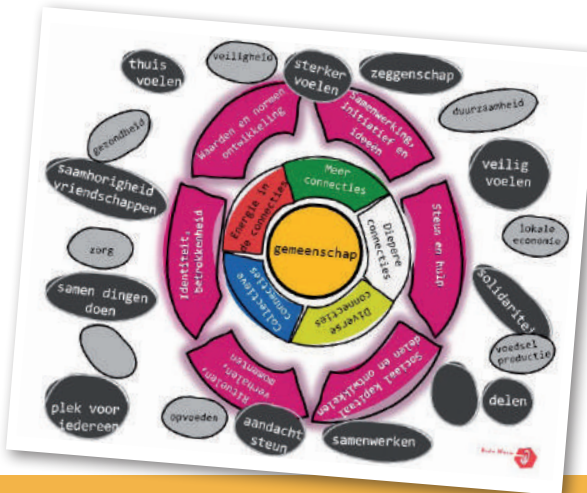 thuis
voelen
veiligheid
sterker
voelen
zeggenschap
duurzaamheid
gezondheid
saamhorigheid
vriendschappen
veilig
voelen
lokale
economie
zorg
samen dingen
doen
solidariteit
voedsel
productie
plek voor
iedereen
opvoeden
aandacht
steun
samenwerken
delen
Waarden en normen
ontwikkeling
Samenwerking,
initiatief en
ideeën
Steun en hulp
Sociaal kapitaal
delen en ontwikkelen
Rituelen,
verhalen,
momenten
Identiteit,
betrokkenheid
Meer
connecties
Diepere
connecties
Diverse
connecties
Collectieve
connecties
Energie in
de connecties
gemeenschap